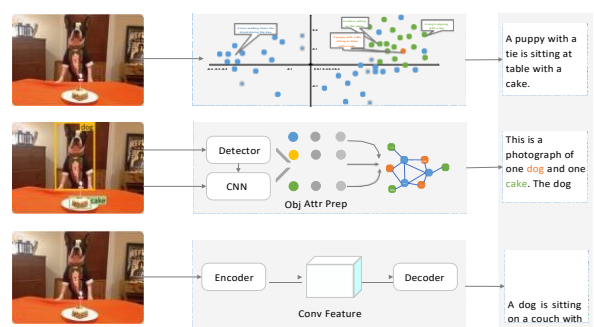 A puppy with a
tie is sitting at
table with a
cake.
dog
cake
Detector
CNN
Obj Attr Prep
This is a
photograph of
one dog and one
cake. The dog
Encoder
Decoder
Conv Feature
A dog is sitting
on a couch with